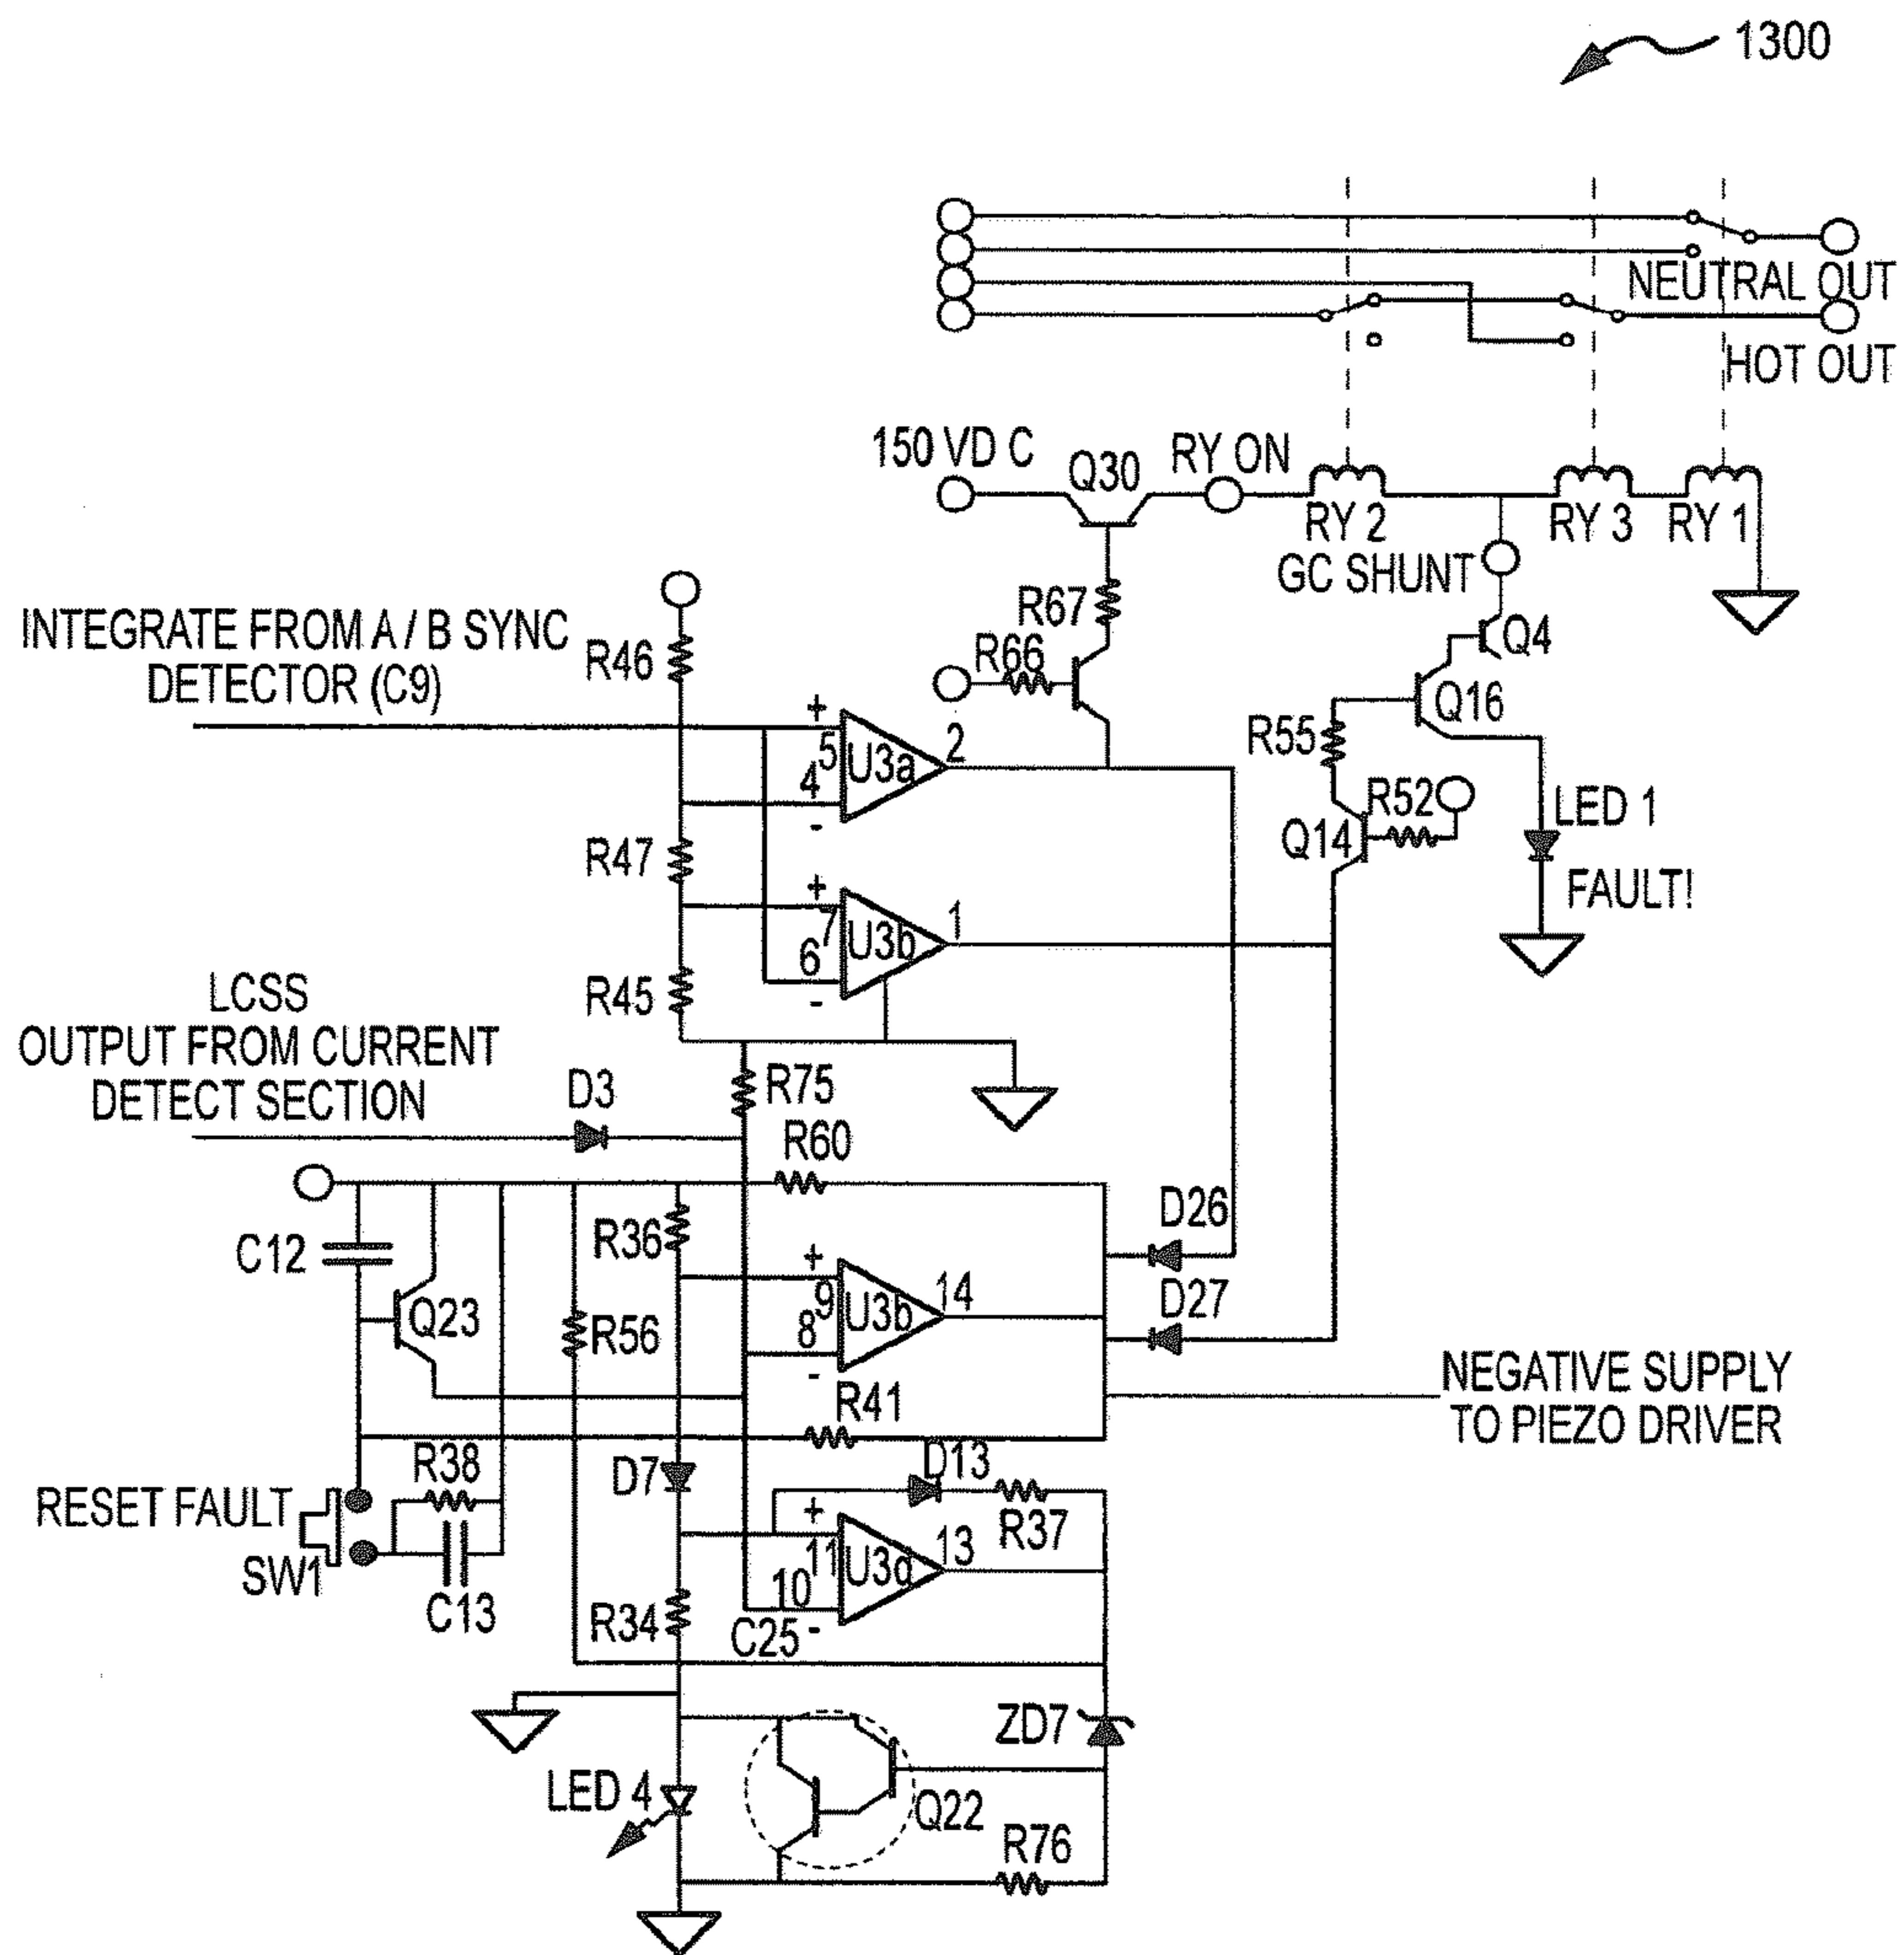 1300
NEUTRAL OUT
HOT OUT
150 VD C
Q30
RY ON
RY 2
RY 3
RY 1
GC SHUNT
R67
Q4
INTEGRATE FROM A / B SYNC
DETECTOR (C9)
R46
R66
Q16
+
5
U3a
2
4
+
-
R55
R52
LED 1
Q14
R47
FAULT!
+
7
U3b
1
6
-
R45
LCSS
OUTPUT FROM CURRENT
DETECT SECTION
D3
R75
R60
D26
C12
R36
+
9
U3b
14
8
-
Q23
R56
D27
NEGATIVE SUPPLY
TO PIEZO DRIVER
R41
D13
R38
D7
RESET FAULT
SW1
+
R37
11
U3d
13
10
-
C13
R34
C25
ZD7
LED 4
Q22
R76